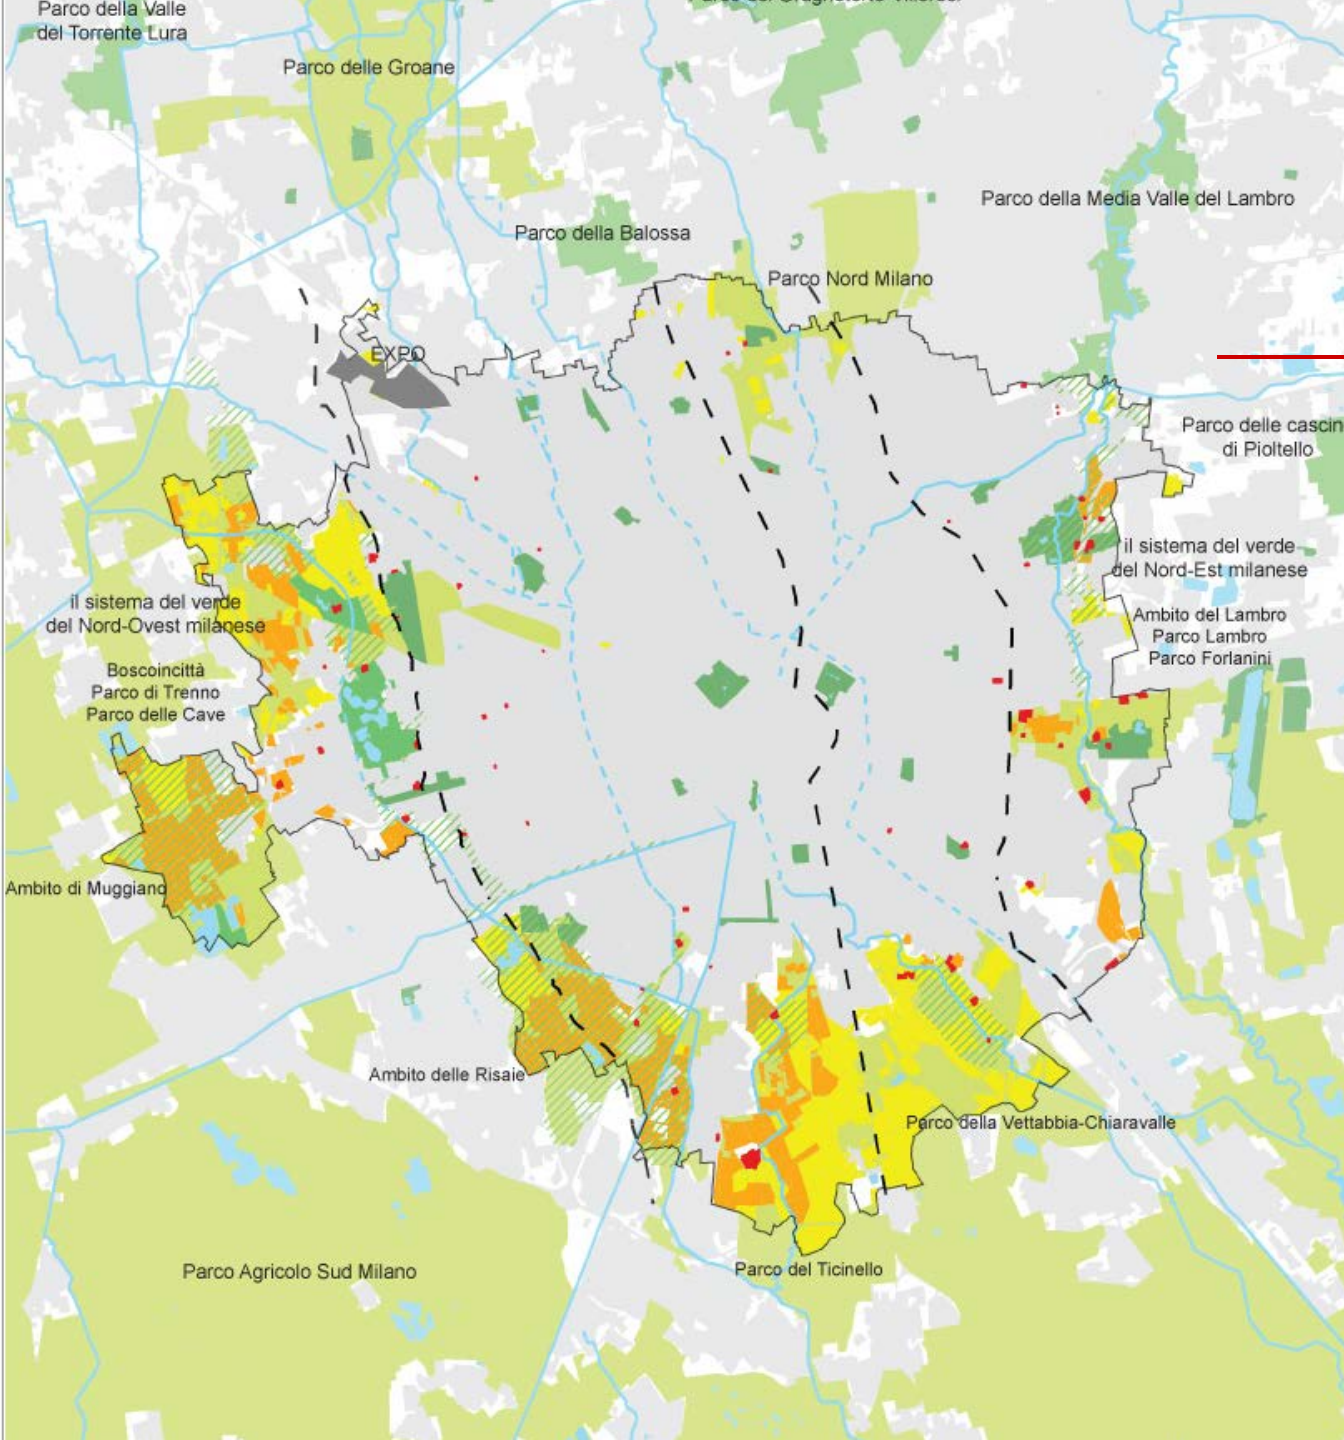 Parco della Valle
del Torrente Lura
Parco delle Groane
Parco della Media Valle del Lambro
Parco della Balossa
Parco Nord Milano
EXPO
Parco delle cascin
di Pioltello
il sistema del verde
del Nord-Est milanese
Ambito del Lambro
Parco Lambro
Parco Forlanini
il sistema del verde
del Nord-Ovest milanese
Boscoincittà
Parco di Trenno
Parco delle Cave
Ambito di Muggiano
Ambito delle Risaie
Parco della Vettabbia-Chiaravalle
Parco Agricolo Sud Milano
Parco del Ticinello